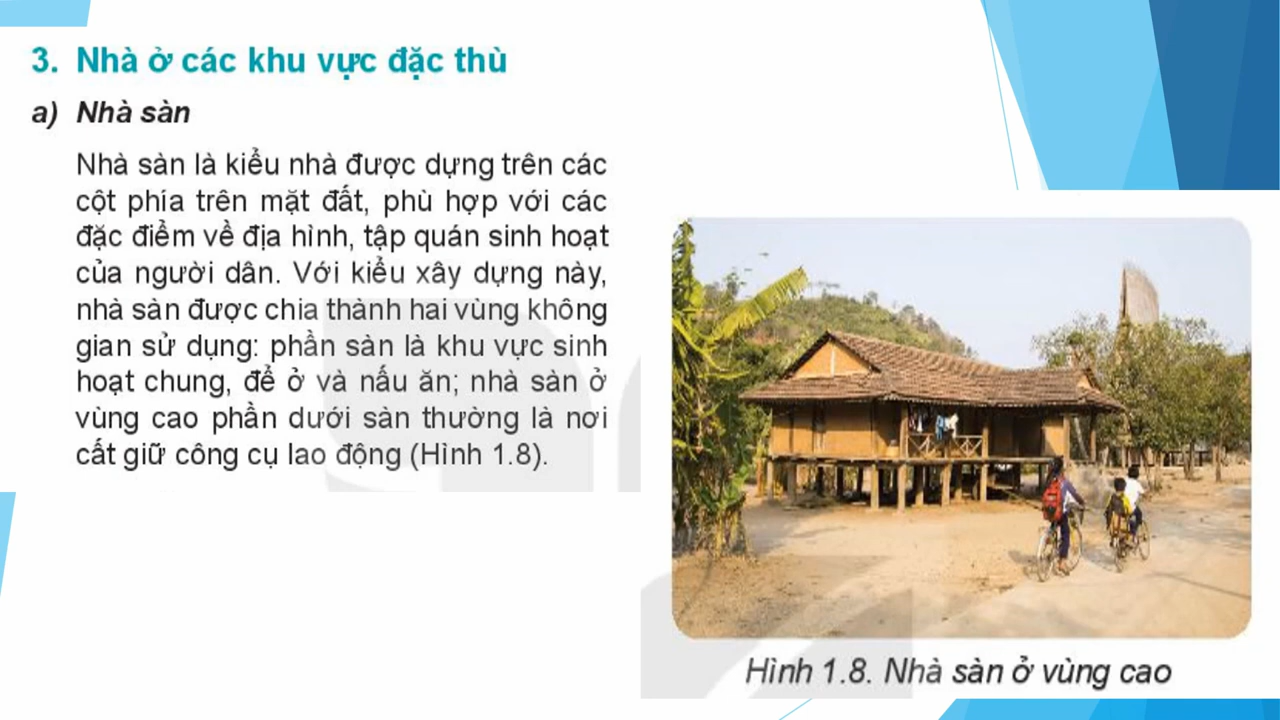 3. Nhà ở các khu vực đặc thù
a) Nhà sàn
Nhà sàn là kiểu nhà được dựng trên các
cột phía trên mặt đất, phù hợp với các
đặc điểm về địa hình, tập quán sinh hoạt
của người dân. Với kiểu xây dựng này,
nhà sàn được chia thành hai vùng không
gian sử dụng: phần sàn là khu vực sinh
hoạt chung, để ở và nấu ăn; nhà sàn ở
vùng cao phần dưới sàn thường là nơi
cất giữ công cụ lao động (Hình 1.8).
Hình 1.8. Nhà sàn ở vùng cao